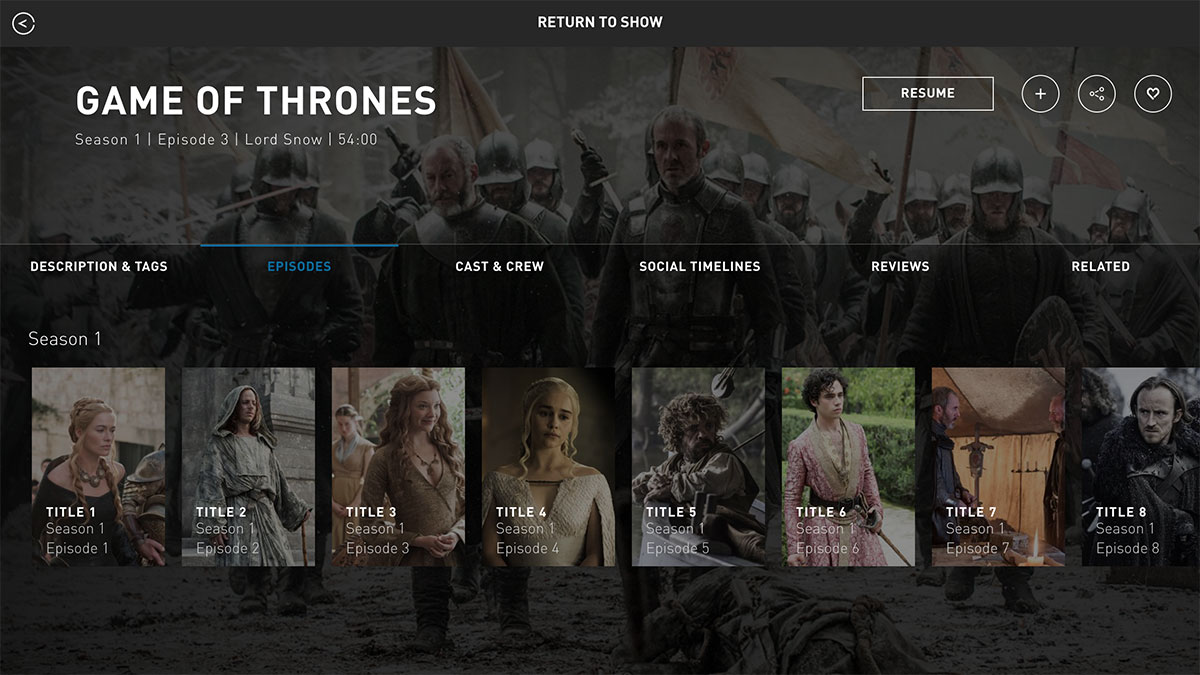 RETURN TO SHOW
GAME OF THRONES
Season 1 | Episode 3 | Lord Snow | 54:00
RESUME
DESCRIPTION & TAGS
EPISODES
CAST & CREW
SOCIAL TIMELINES
REVIEWS
RELATED
Season 1
TITLE 1
Season 1
Episode 1
TITLE 2
Season 1
Episode 2
TITLE 3
Season 1
Episode 3
TITLE 4
Season 1
Episode 4
TITLE 5
Season 1
Episode 5
TITLE 6
Season 1
Episode 6
TITLE 7
Season 1
Episode 7
TITLE 8
Season 1
Episode 8